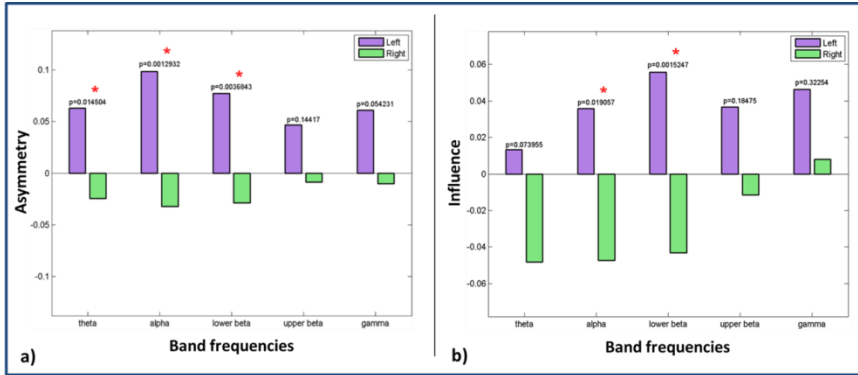 Left
Right
Asymmetry
0.1
0.05
0
-0.05
-0.1
*
p=0.014504
*
p=0.0012932
*
p=0.0036843
p=0.14417
p=0.054231
theta
alpha
lower beta
upper beta
gamma
Band frequencies
a)
Left
Right
Influence
0.06
0.04
0.02
0
-0.02
-0.04
-0.06
p=0.073955
*
p=0.019057
*
p=0.0015247
p=0.18475
p=0.32254
theta
alpha
lower beta
upper beta
gamma
Band frequencies
b)